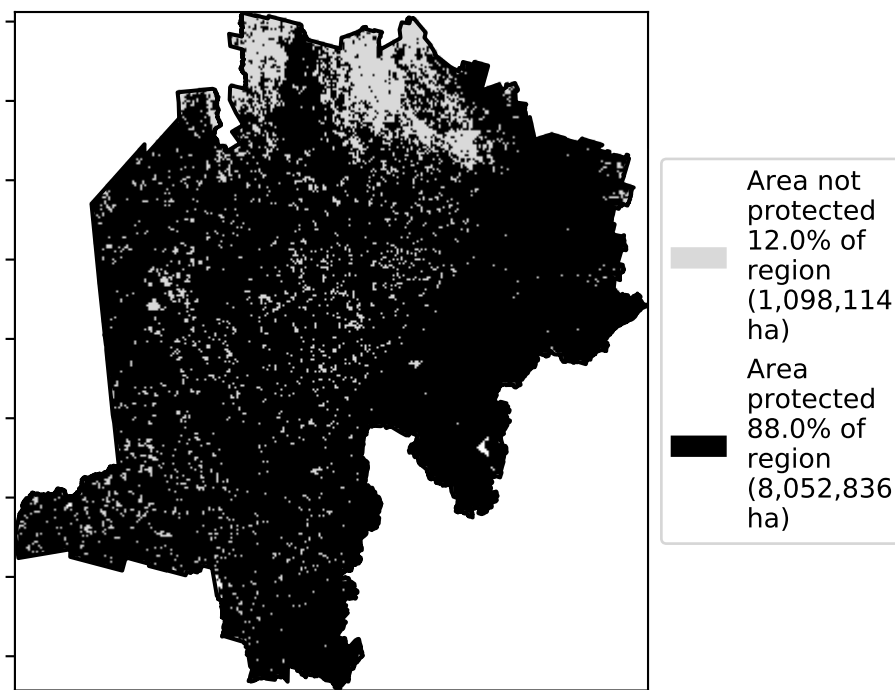 Area not
protected
12.0% of
region
(1,098,114
ha)
Area
protected
88.0% of
region
(8,052,836
ha)